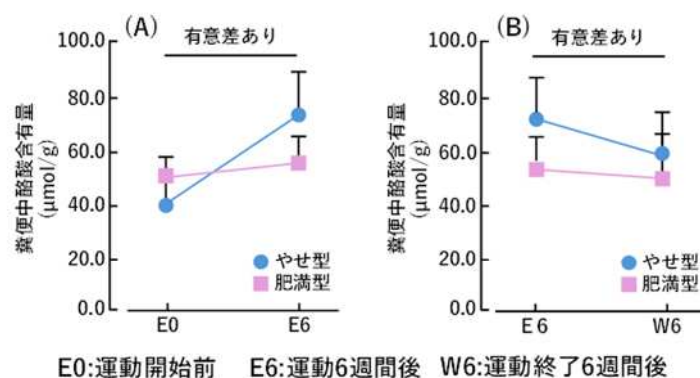 (A)
有意差あり
100.0
80.0
60.0
40.0
20.0
0.0
糞便中酪酸含有量
(μmol/g)
やせ型
肥満型
E0
E6
(B)
有意差あり
100.0
80.0
60.0
40.0
20.0
0.0
糞便中酪酸含有量
(μmol/g)
やせ型
肥満型
E6
W6
E0:運動開始前 E6:運動6週間後 W6:運動終了6週間後